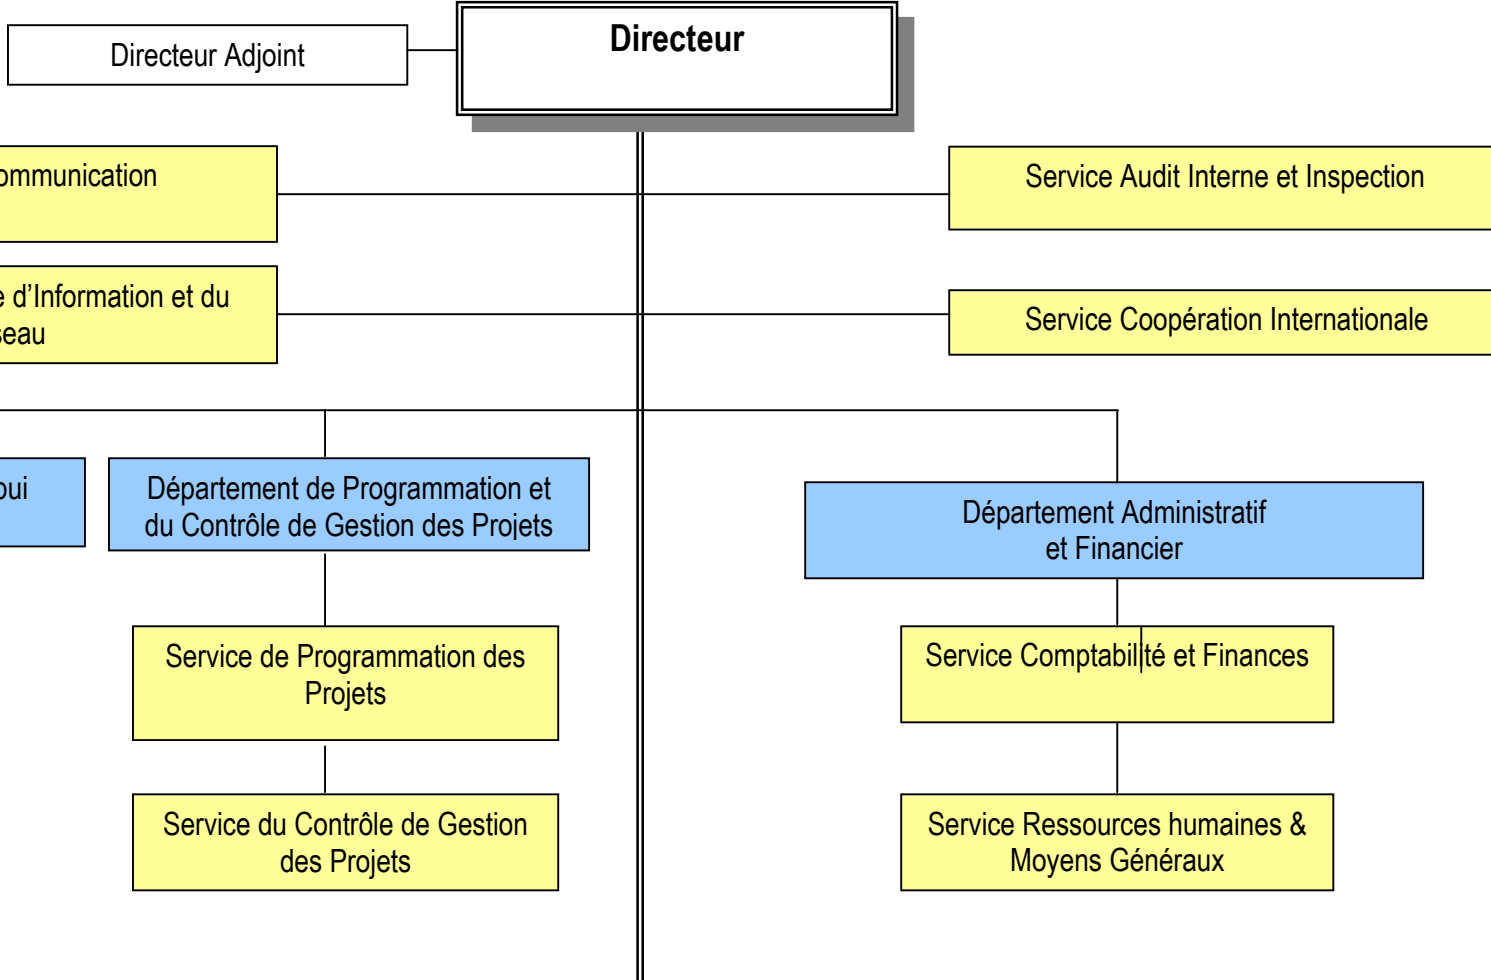 Directeur
Directeur Adjoint
ommunication
Service Audit Interne et Inspection
e d’Information et du
seau
Service Coopération Internationale
oui
Département de Programmation et
du Contrôle de Gestion des Projets
Département Administratif
et Financier
Service de Programmation des
Projets
Service Comptabilité et Finances
Service du Contrôle de Gestion
des Projets
Service Ressources humaines &
Moyens Généraux